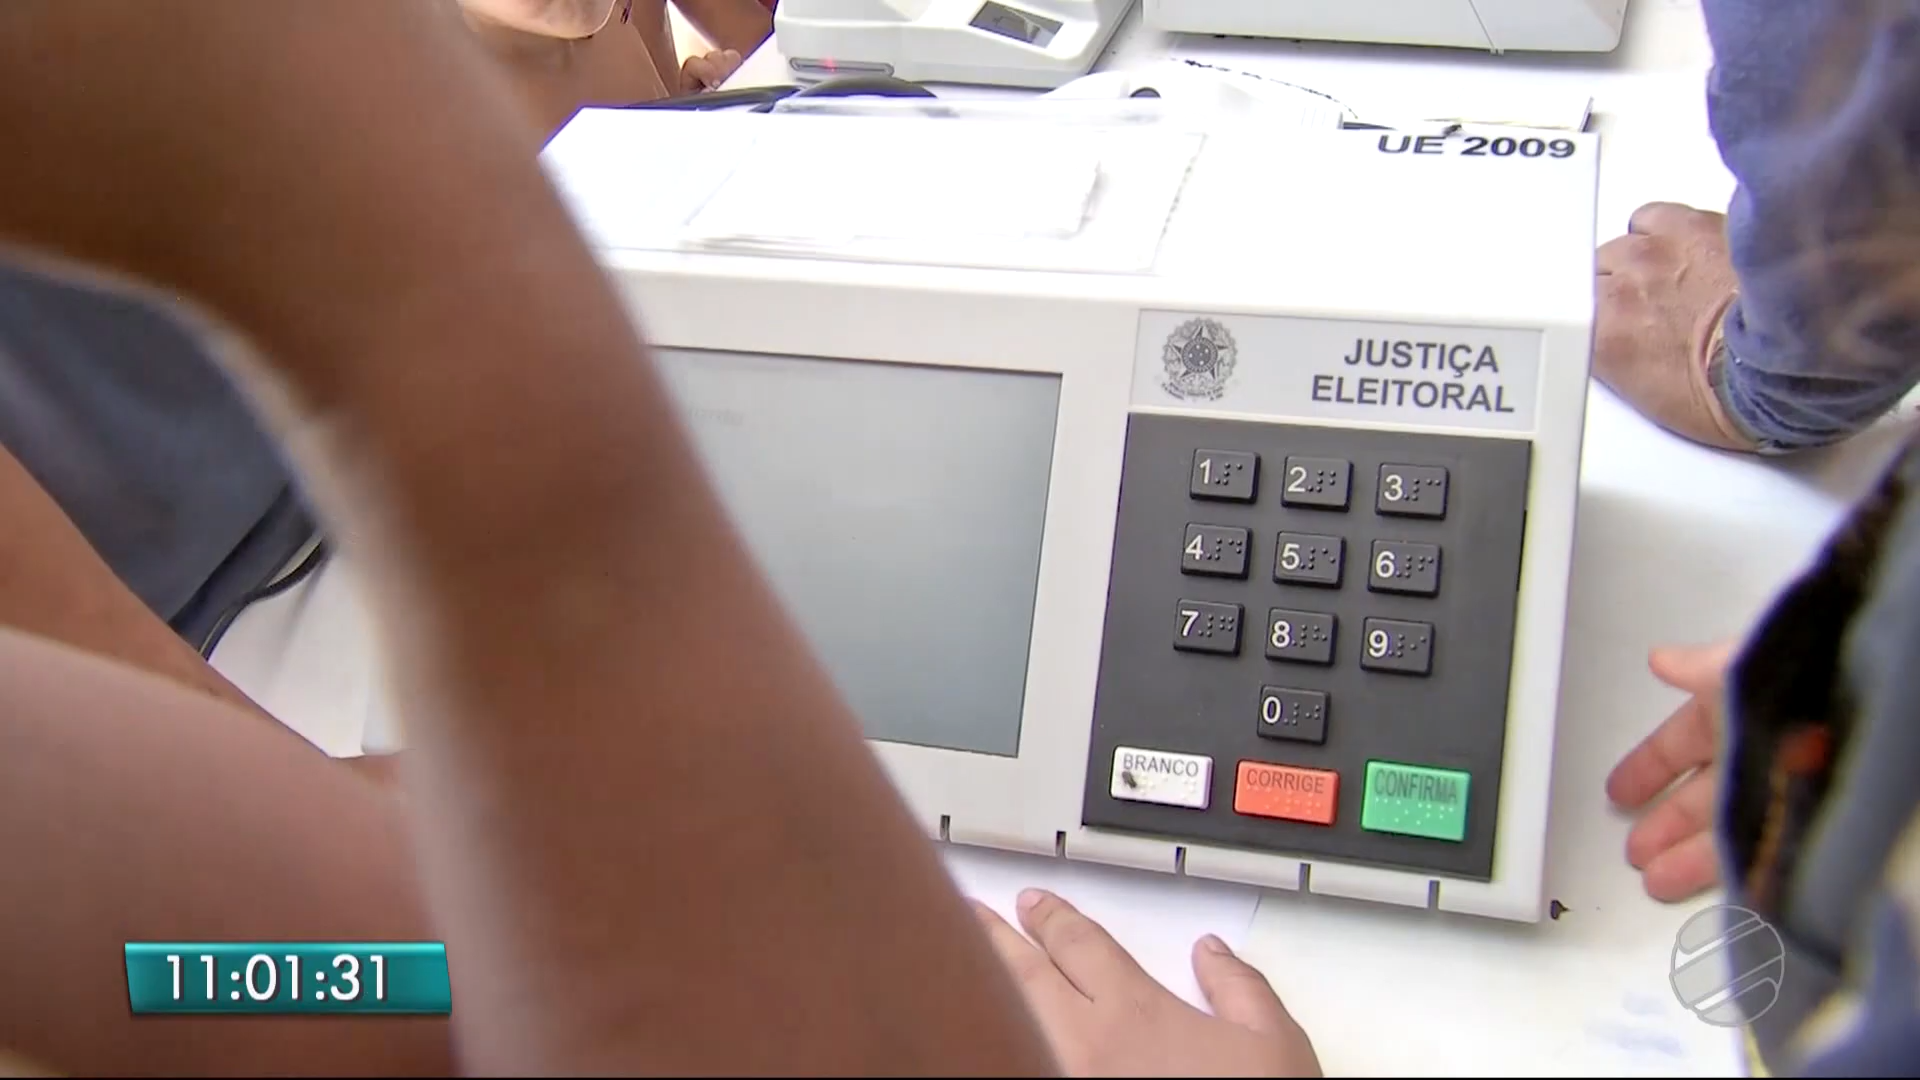 UE 2009
JUSTIÇA
ELEITORAL
1 2 3
4 5 6
7 8 9
0
BRANCO CORRIGE CONFIRMA
11:01:31